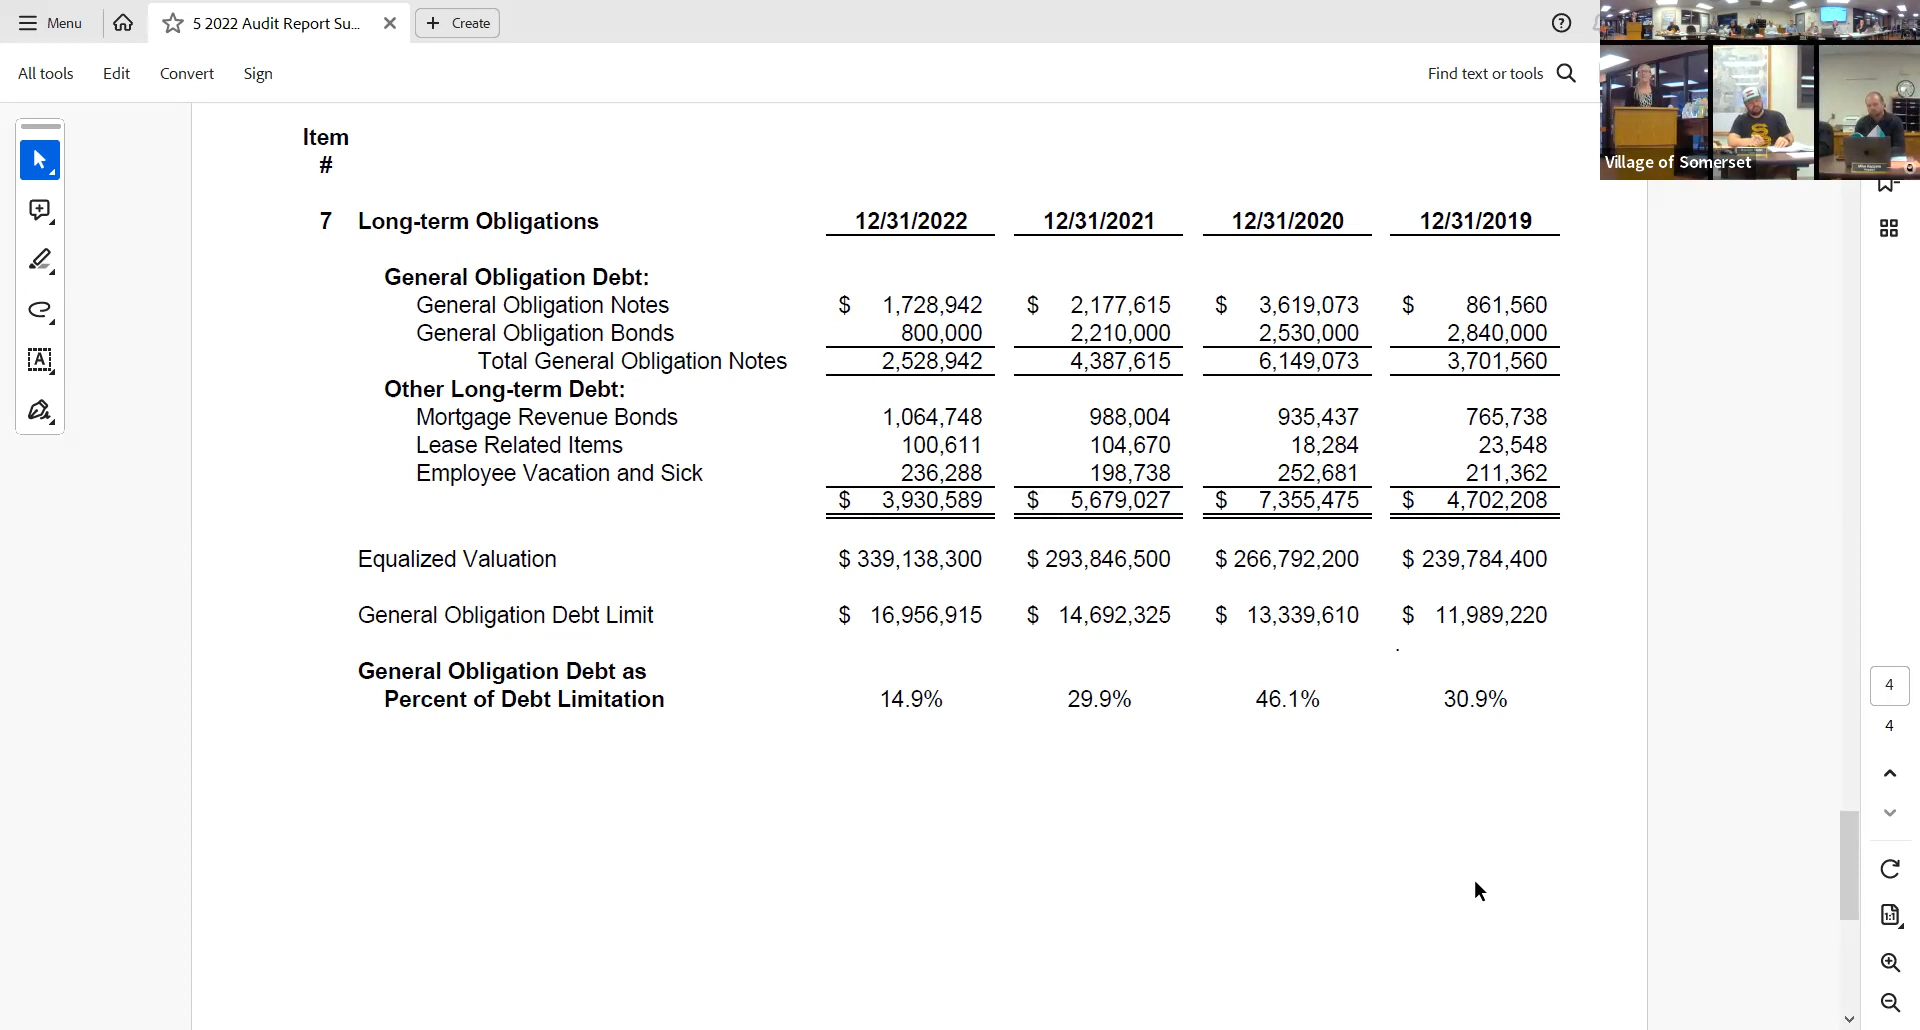 Menu
5 2022 Audit Report Su...
Create
All tools
Edit
Convert
Sign
Find text or tools
Village of Somerset
Item
#
7 Long-term Obligations 12/31/2022 12/31/2021 12/31/2020 12/31/2019
General Obligation Debt:
General Obligation Notes $ 1,728,942 $ 2,177,615 $ 3,619,073 $ 861,560
General Obligation Bonds 800,000 2,210,000 2,530,000 2,840,000
Total General Obligation Notes 2,528,942 4,387,615 6,149,073 3,701,560
Other Long-term Debt:
Mortgage Revenue Bonds 1,064,748 988,004 935,437 765,738
Lease Related Items 100,611 104,670 18,284 23,548
Employee Vacation and Sick 236,288 198,738 252,681 211,362
$ 3,930,589 $ 5,679,027 $ 7,355,475 $ 4,702,208
Equalized Valuation $ 339,138,300 $ 293,846,500 $ 266,792,200 $ 239,784,400
General Obligation Debt Limit $ 16,956,915 $ 14,692,325 $ 13,339,610 $ 11,989,220
General Obligation Debt as
Percent of Debt Limitation 14.9% 29.9% 46.1% 30.9%
4
4